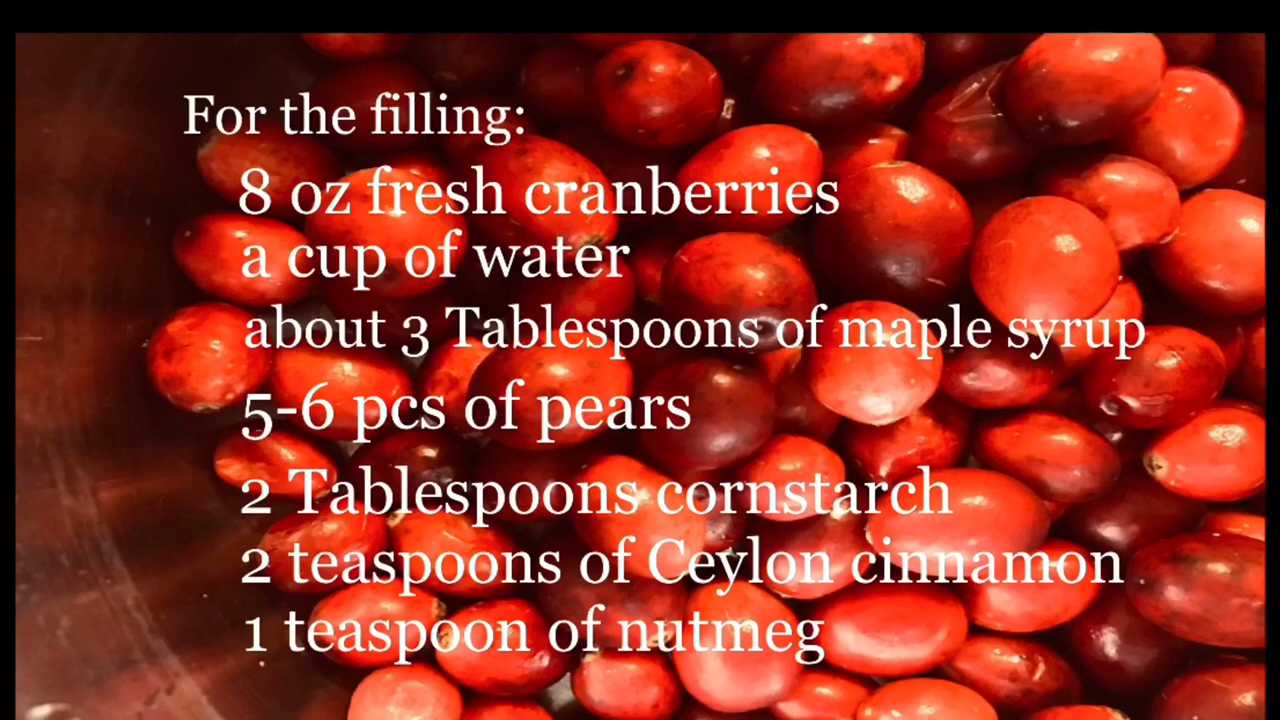 For the filling:
8 oz fresh cranberries
a cup of water
about 3 Tablespoons of maple syrup
5-6 pcs of pears
2 Tablespoons cornstarch
2 teaspoons of Ceylon cinnamon
1 teaspoon of nutmeg